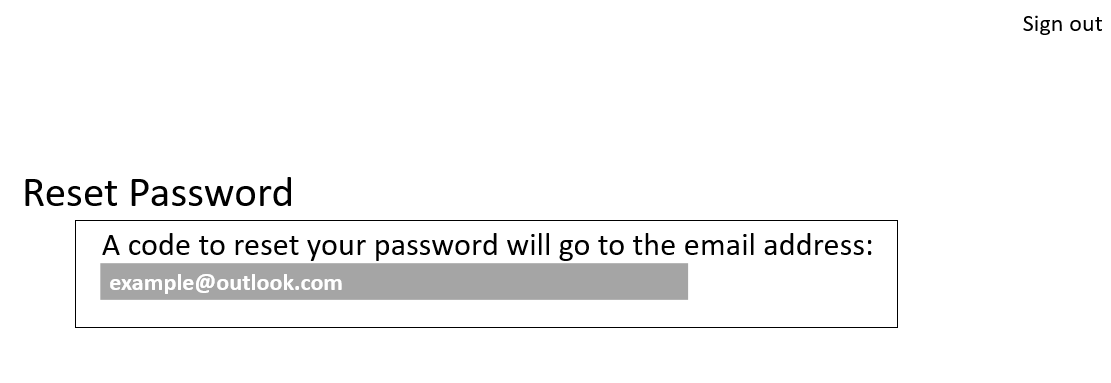 Sign out
Reset Password
A code to reset your password will go to the email address:
example@outlook.com